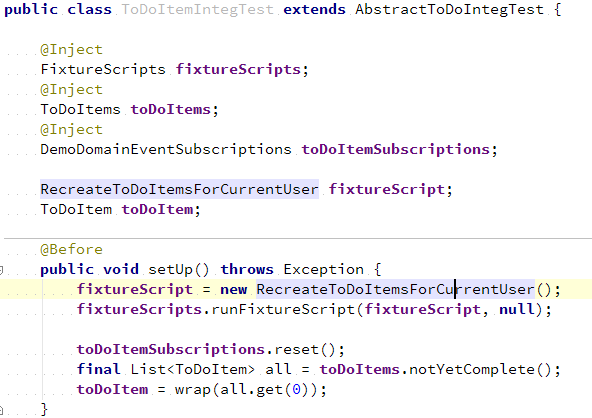 public class ToDoItemIntegTest extends AbstractToDoIntegTest {
@Inject
FixtureScripts fixtureScripts;
@Inject
ToDoItems toDoItems;
@Inject
DemoDomainEventSubscriptions toDoItemSubscriptions;
RecreateToDoItemsForCurrentUser fixtureScript;
ToDoItem toDoItem;
@Before
public void setUp() throws Exception {
fixtureScript = new RecreateToDoItemsForCurrentUser();
fixtureScripts.runFixtureScript(fixtureScript, null);
toDoItemSubscriptions.reset();
final List<ToDoItem> all = toDoItems.notYetComplete();
toDoItem = wrap(all.get(0));
}